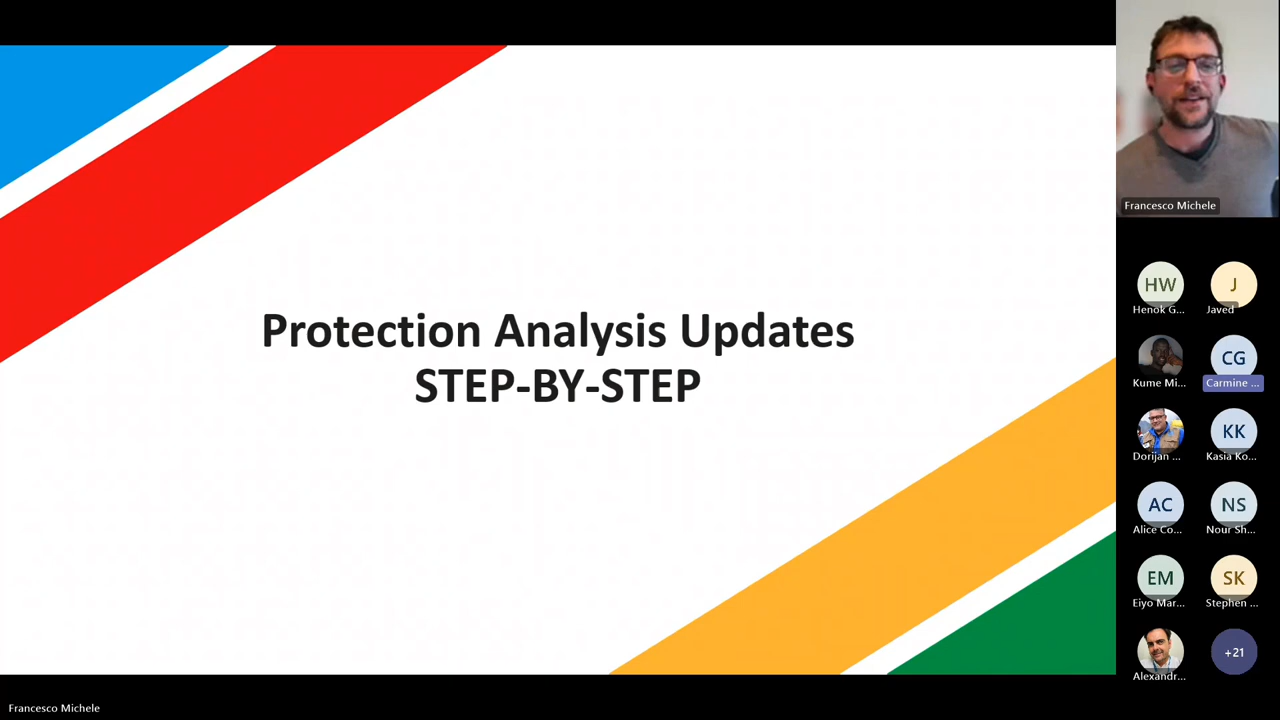 Protection Analysis Updates
STEP-BY-STEP
Francesco Michele
HW
Henok G...
J
Javed
Kume Mi...
CG
Carmine ...
Dorijan ...
KK
Kasia Ko...
AC
Alice Co...
NS
Nour Sh...
EM
Eiyo Mar...
SK
Stephen ...
Alexandr...
+21
Francesco Michele